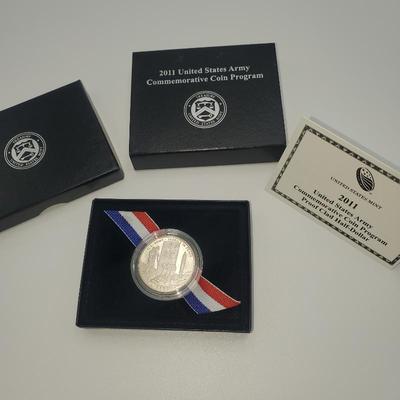 2011 United States Army
Commemorative Coin Program
UNITED STATES MINT
2011
United States Army
Commemorative Coin Program
Proof Clad Half-Dollar